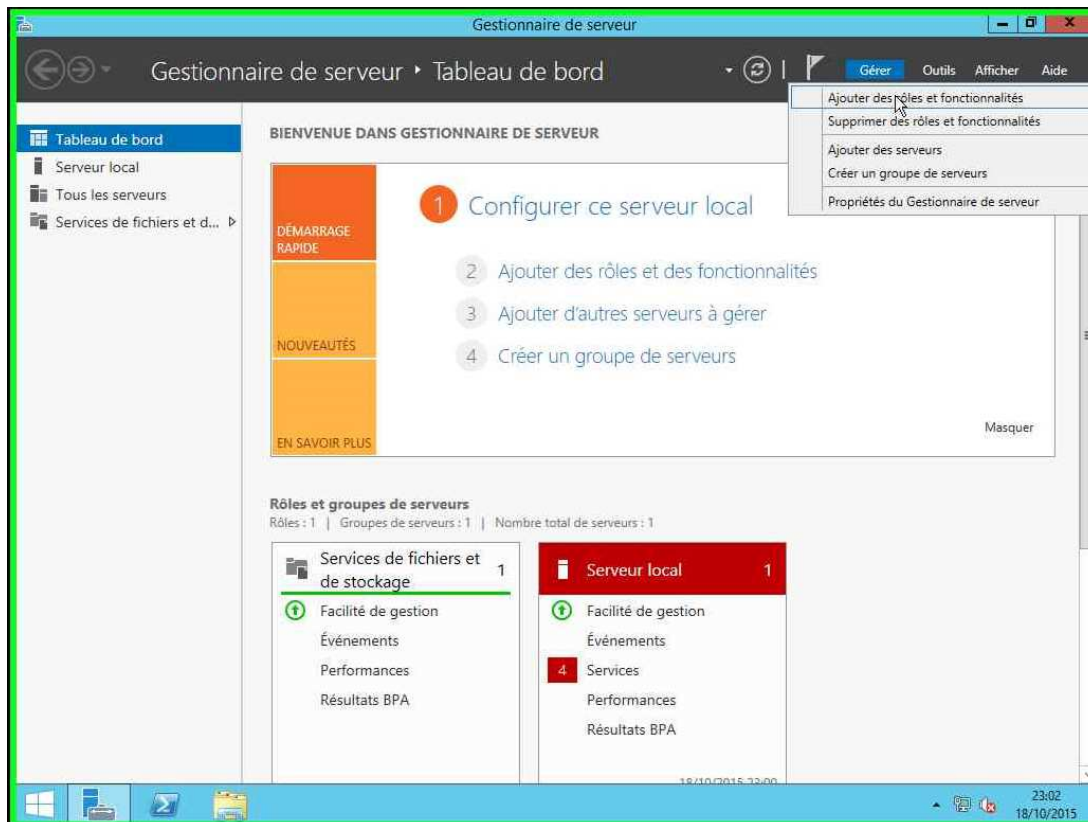 Gestionnaire de serveur
Gestionnaire de serveur ‣ Tableau de bord
Gérer Outils Afficher Aide
Ajouter des rôles et fonctionnalités
Supprimer des rôles et fonctionnalités
Ajouter des serveurs
Créer un groupe de serveurs
Propriétés du Gestionnaire de serveur
Tableau de bord
Serveur local
Tous les serveurs
Services de fichiers et d...
BIENVENUE DANS GESTIONNAIRE DE SERVEUR
DÉMARRAGE
RAPIDE
NOUVEAUTÉS
EN SAVOIR PLUS
1 Configurer ce serveur local
2 Ajouter des rôles et des fonctionnalités
3 Ajouter d'autres serveurs à gérer
4 Créer un groupe de serveurs
Masquer
Rôles et groupes de serveurs
Rôles : 1 | Groupes de serveurs : 1 | Nombre total de serveurs : 1
Services de fichiers et
de stockage 1
Facilité de gestion
Événements
Performances
Résultats BPA
Serveur local 1
Facilité de gestion
Événements
4 Services
Performances
Résultats BPA
18/10/2015 23:00
23:02
18/10/2015